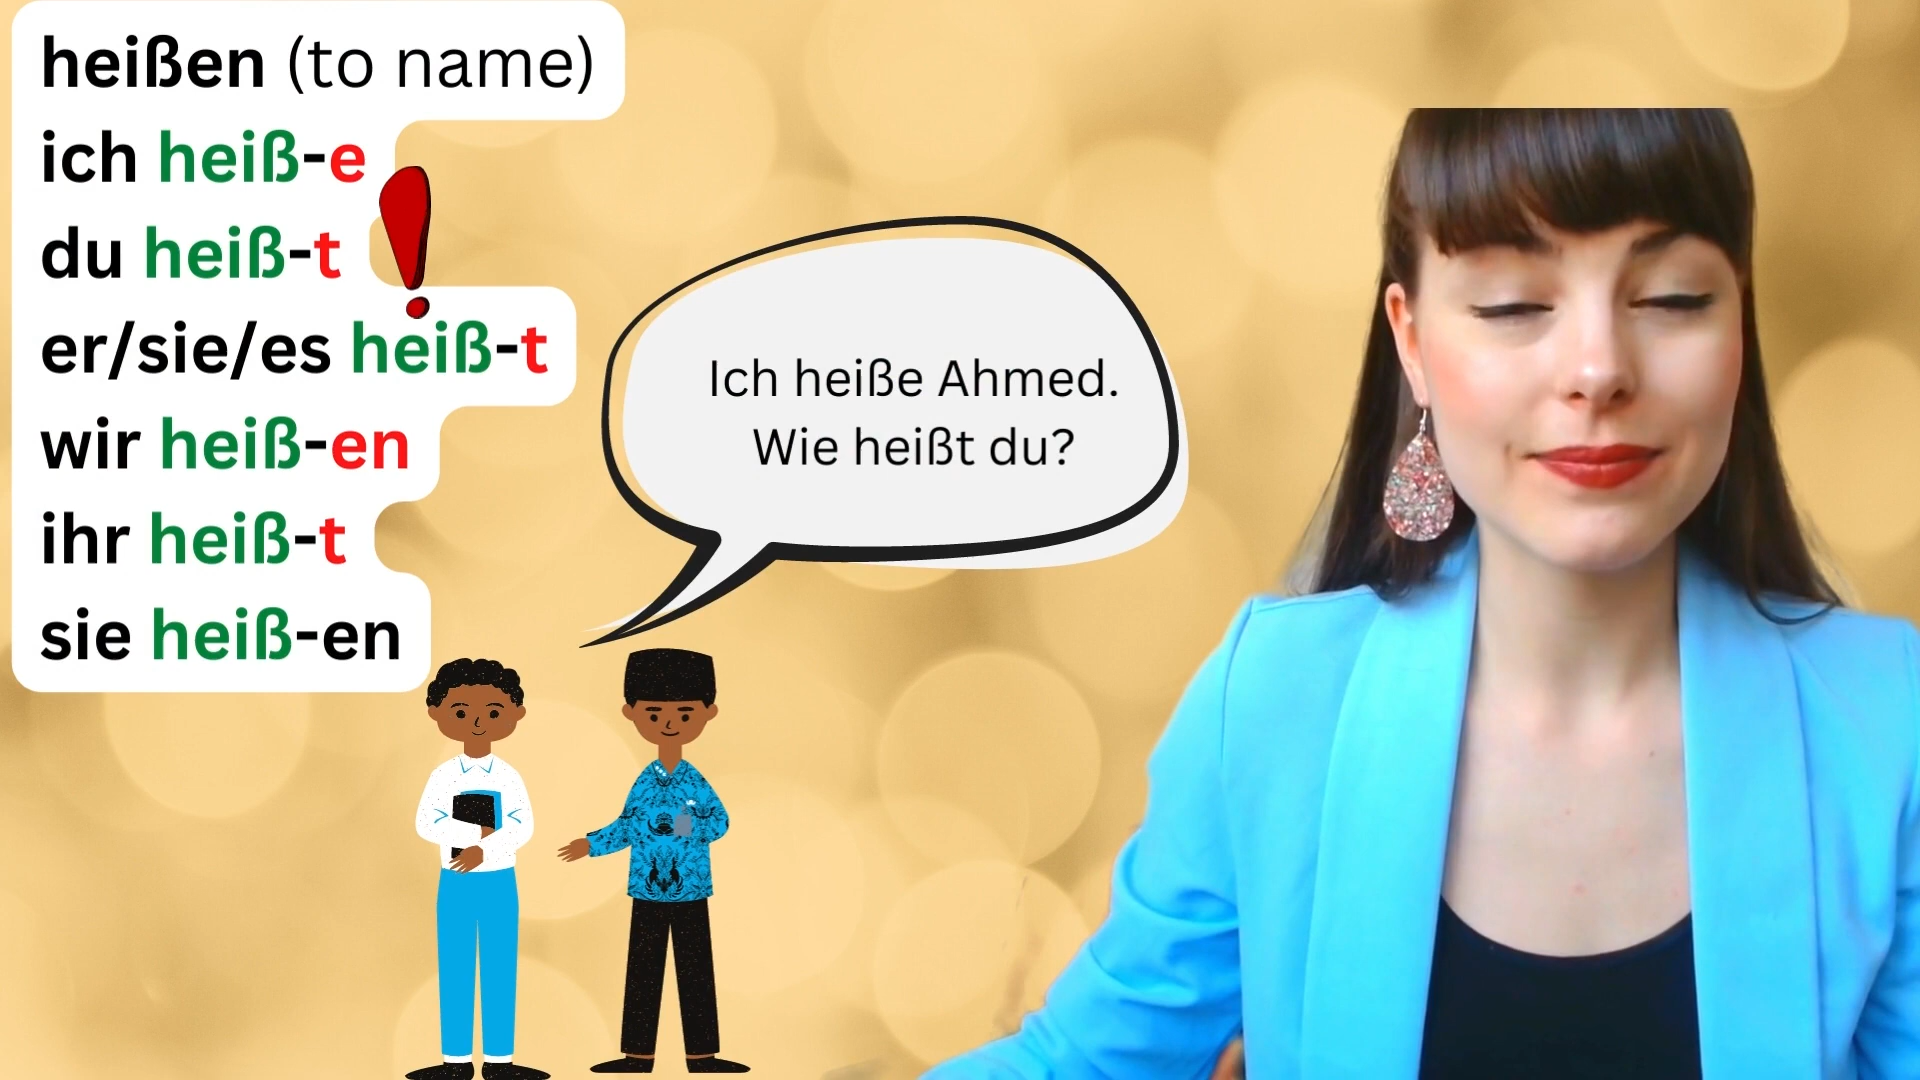 heißen (to name)
ich heiß-e
du heiß-t
er/sie/es heiß-t
wir heiß-en
ihr heiß-t
sie heiß-en
Ich heiße Ahmed.
Wie heißt du?